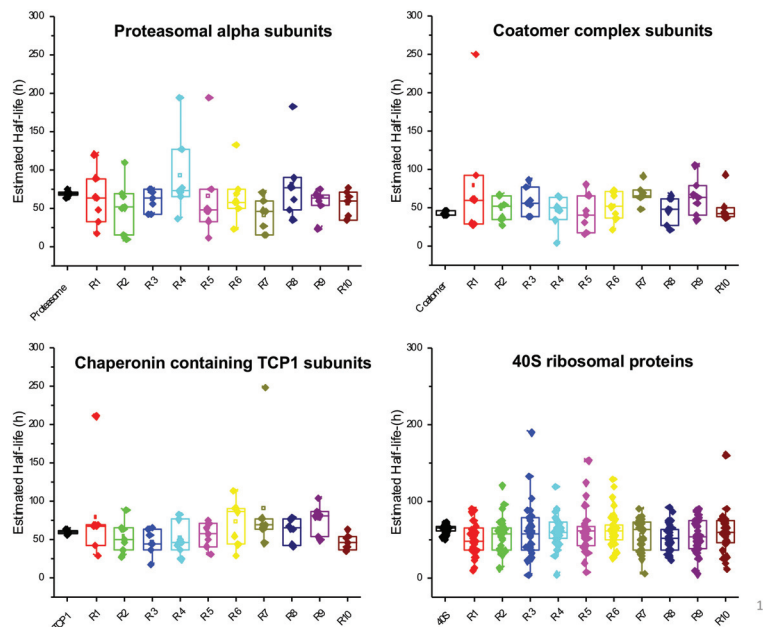 Proteasomal alpha subunits
Estimated Half-life (h)
300
250
200
150
100
50
0
Proteasome R1 R2 R3 R4 R5 R6 R7 R8 R9 R10
Coatomer complex subunits
Estimated Half-life (h)
300
250
200
150
100
50
0
Coatomer R1 R2 R3 R4 R5 R6 R7 R8 R9 R10
Chaperonin containing TCP1 subunits
Estimated Half-life (h)
300
250
200
150
100
50
0
TCP1 R1 R2 R3 R4 R5 R6 R7 R8 R9 R10
40S ribosomal proteins
Estimated Half-life-(h)
300
250
200
150
100
50
0
40S R1 R2 R3 R4 R5 R6 R7 R8 R9 R10
1